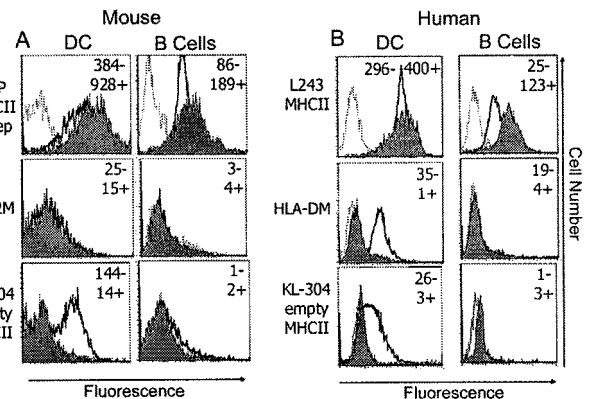 Mouse
Human
A
DC
B Cells
B
DC
B Cells
384-
928+
86-
189+
L243
MHCII
296- 400+
25-
123+
25-
15+
3-
4+
HLA-DM
35-
1+
19-
4+
144-
14+
1-
2+
KL-304
empty
MHCII
26-
3+
1-
3+
Cell Number
Fluorescence
Fluorescence